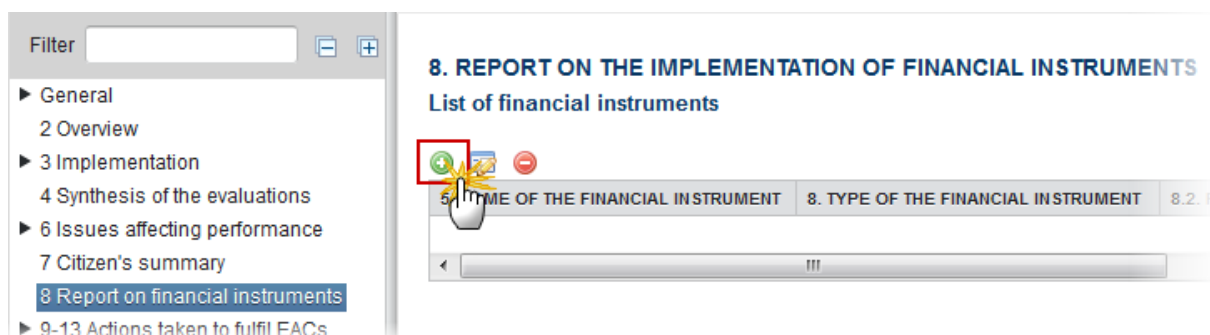 Filter
General
2 Overview
3 Implementation
4 Synthesis of the evaluations
6 Issues affecting performance
7 Citizen's summary
8 Report on financial instruments
9-13 Actions taken to fulfil EACs
8. REPORT ON THE IMPLEMENTATION OF FINANCIAL INSTRUMENTS
List of financial instruments
5. OF THE FINANCIAL INSTRUMENT 8. TYPE OF THE FINANCIAL INSTRUMENT 8.2.